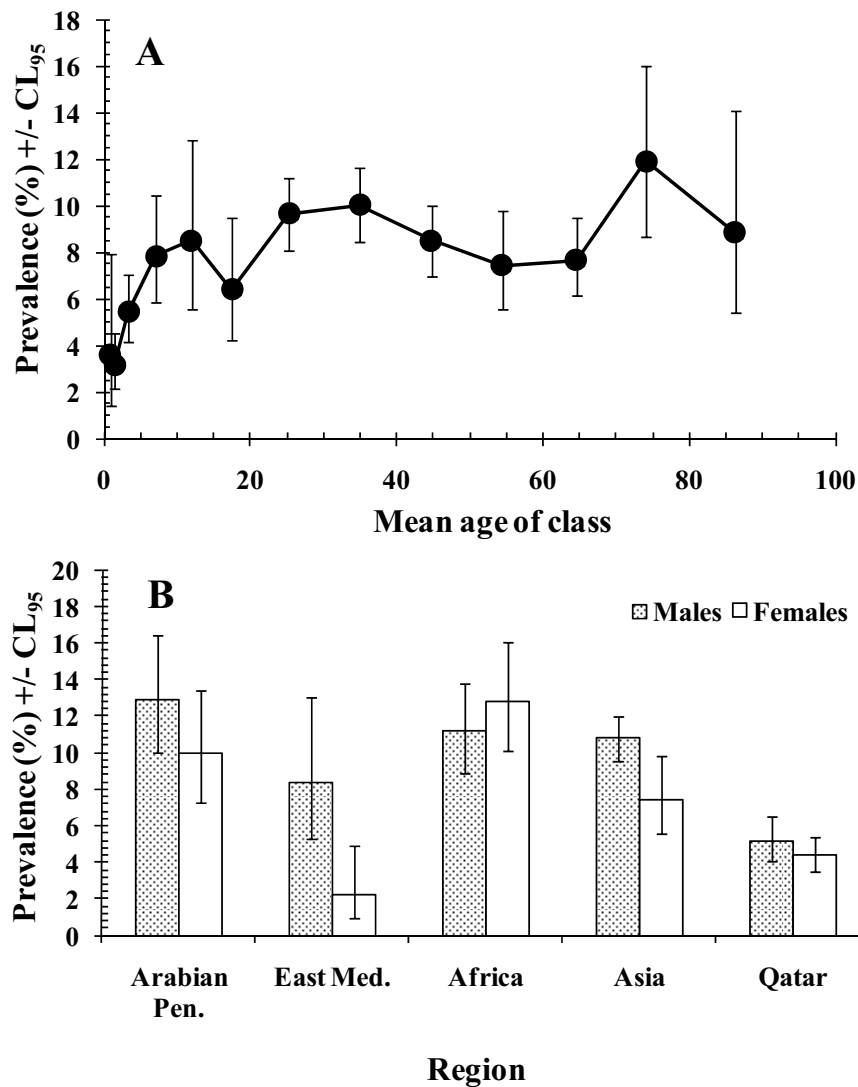 A
Prevalence (%) +/- CL95
18
16
14
12
10
8
6
4
2
0
0 20 40 60 80 100
Mean age of class
B
Males Females
Prevalence (%) +/- CL95
20
18
16
14
12
10
8
6
4
2
0
Arabian Pen.
East Med.
Africa
Asia
Qatar
Region